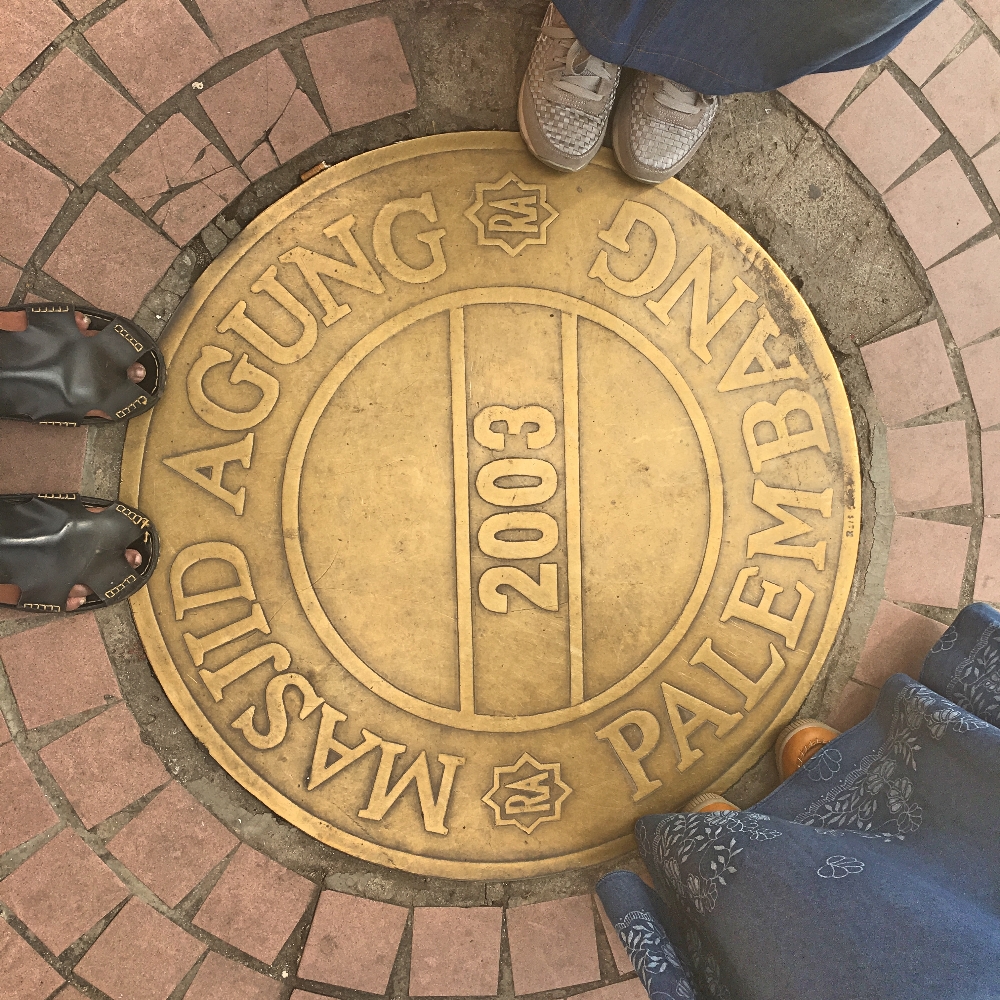 MASJID AGUNG
RA
PALEMBANG
RA
2003